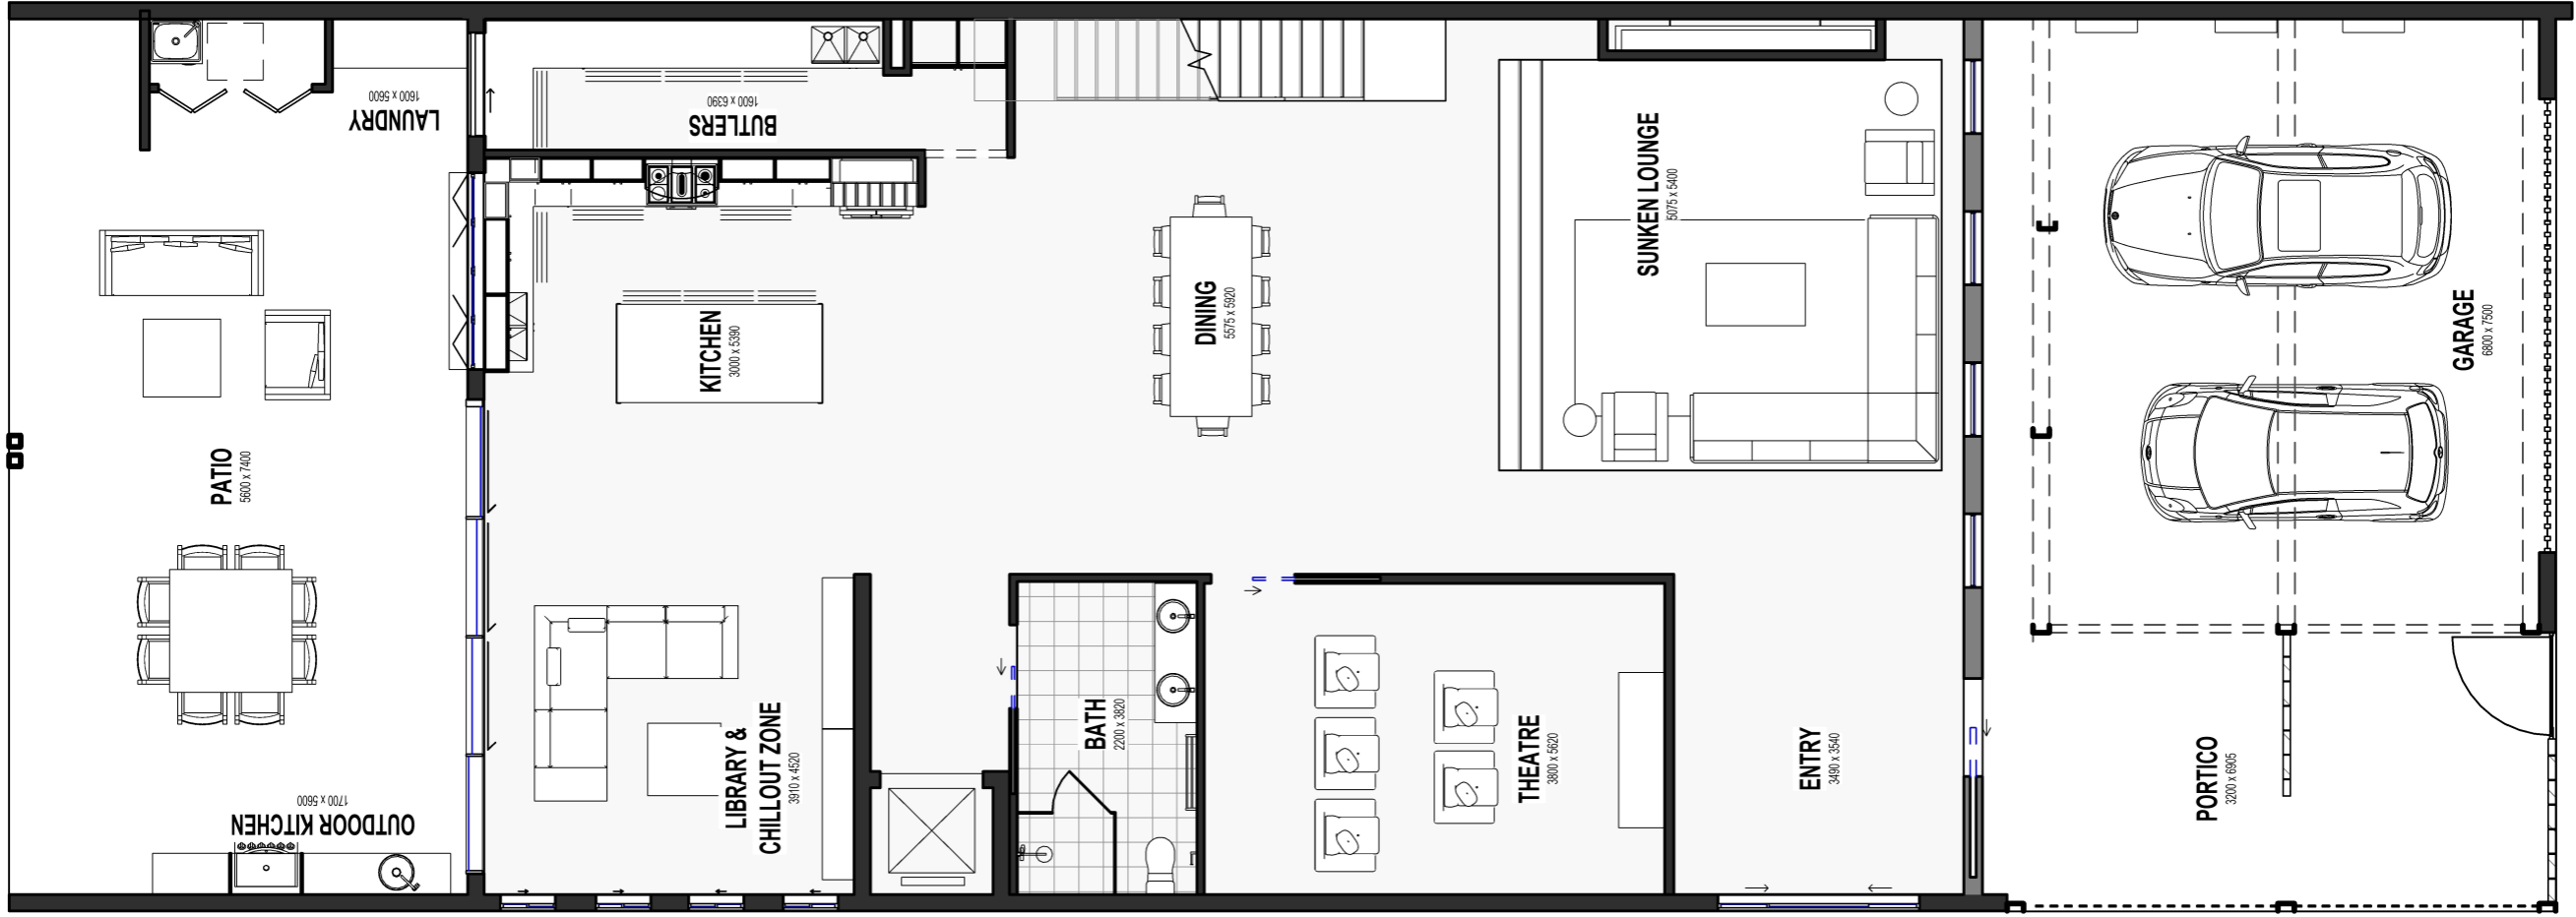 LAUNDRY
1600 x 5600
BUTLERS
1600 x 6390
SUNKEN LOUNGE
5075 x 5400
KITCHEN
3000 x 5390
DINING
5575 x 5920
GARAGE
6800 x 7500
PATIO
5600 x 7400
OUTDOOR KITCHEN
1700 x 5600
LIBRARY &
CHILLOUT ZONE
3910 x 4520
BATH
2200 x 3820
THEATRE
3800 x 5620
ENTRY
3490 x 3540
PORTICO
3200 x 6905